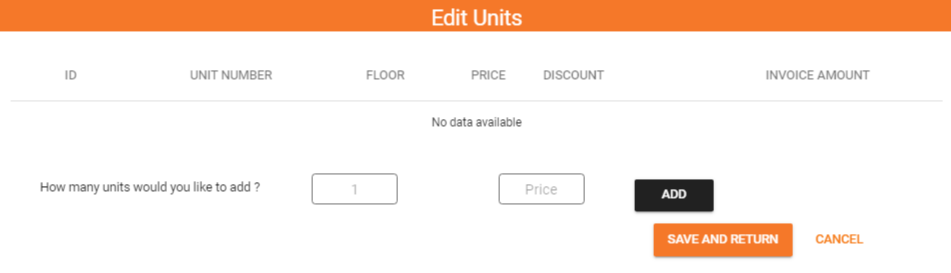 Edit Units
ID UNIT NUMBER FLOOR PRICE DISCOUNT INVOICE AMOUNT
No data available
How many units would you like to add ? 1 Price ADD
SAVE AND RETURN CANCEL